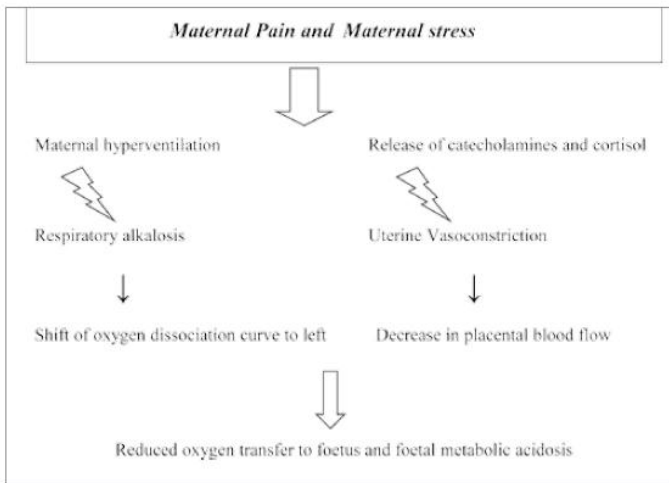 Maternal Pain and Maternal stress
Maternal hyperventilation
Release of catecholamines and cortisol
Respiratory alkalosis
Uterine Vasoconstriction
Shift of oxygen dissociation curve to left
Decrease in placental blood flow
Reduced oxygen transfer to foetus and foetal metabolic acidosis